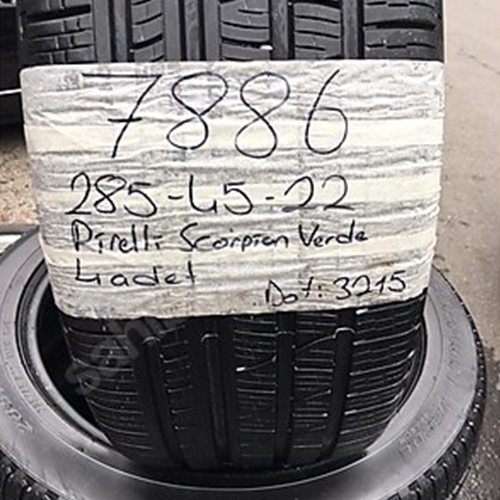 7886
285-45-22
Pirelli Scorpion Verde
4adet
Dot: 3215